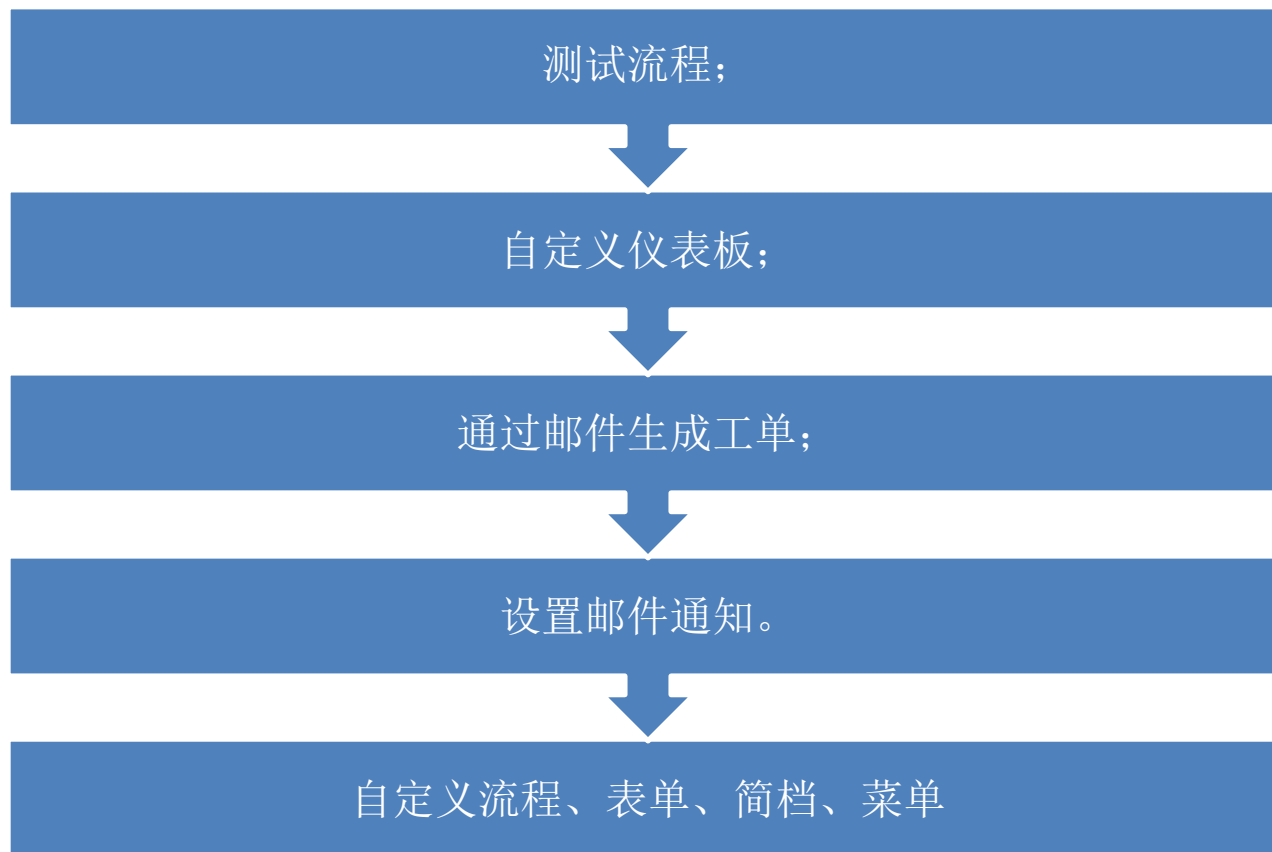 测试流程；
自定义仪表板；
通过邮件生成工单；
设置邮件通知。
自定义流程、表单、简档、菜单